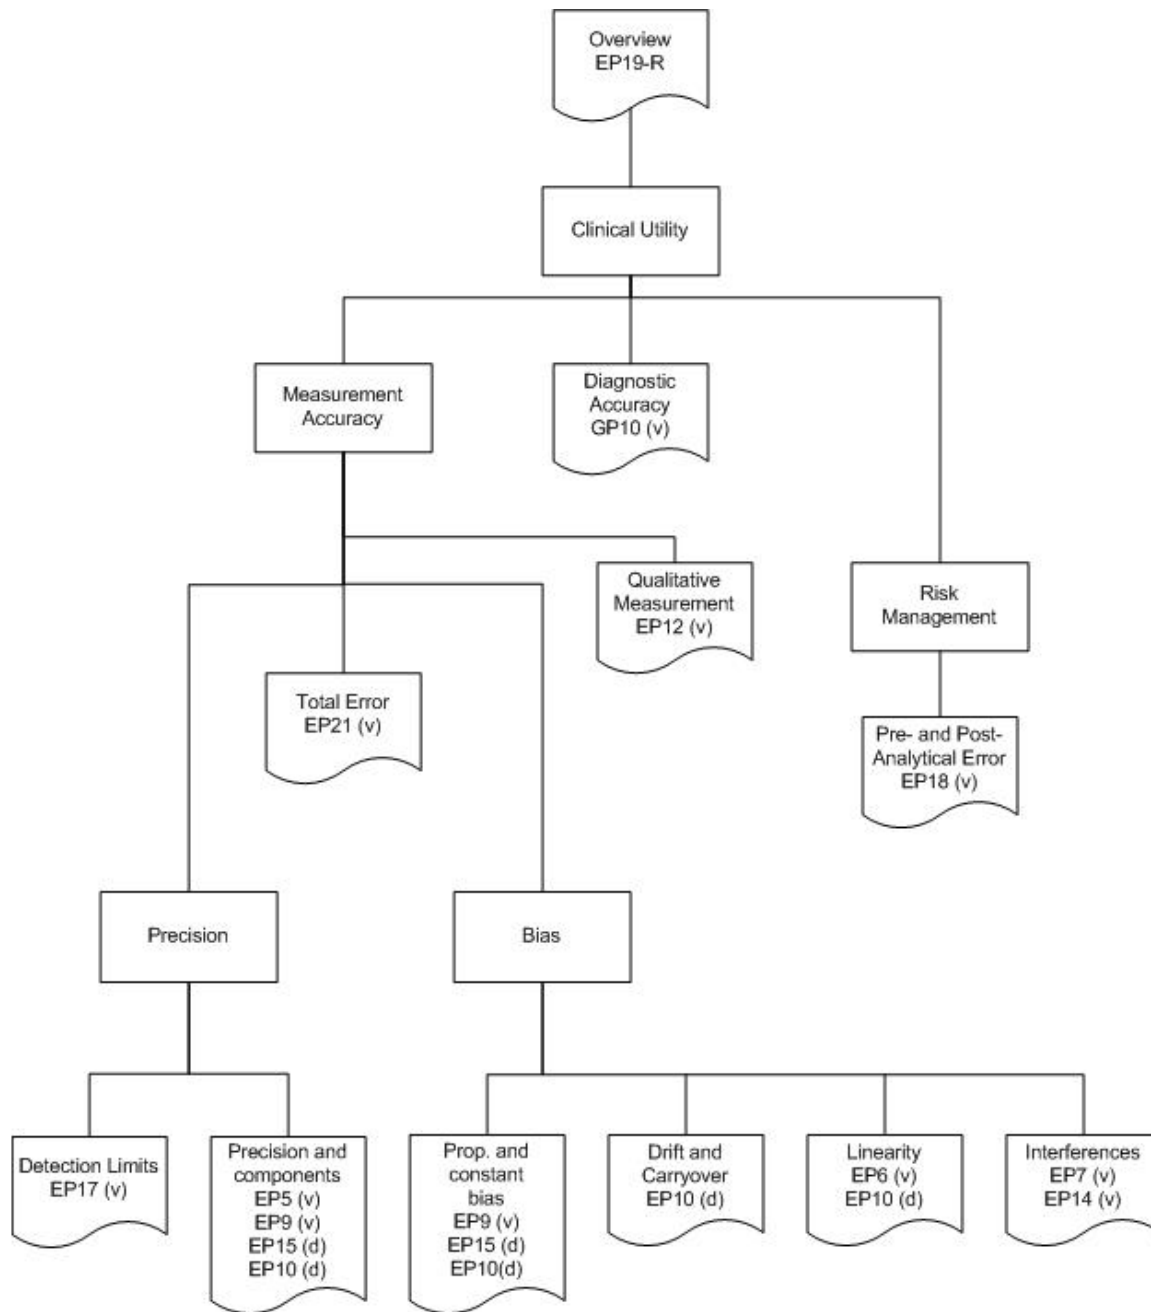 Overview
EP19-R
Clinical Utility
Measurement
Accuracy
Diagnostic
Accuracy
GP10 (v)
Qualitative
Measurement
EP12 (v)
Risk
Management
Total Error
EP21 (v)
Pre- and Post-
Analytical Error
EP18 (v)
Precision
Bias
Detection Limits
EP17 (v)
Precision and
components
EP5 (v)
EP9 (v)
EP15 (d)
EP10 (d)
Prop. and
constant
bias
EP9 (v)
EP15 (d)
EP10(d)
Drift and
Carryover
EP10 (d)
Linearity
EP6 (v)
EP10 (d)
Interferences
EP7 (v)
EP14 (v)